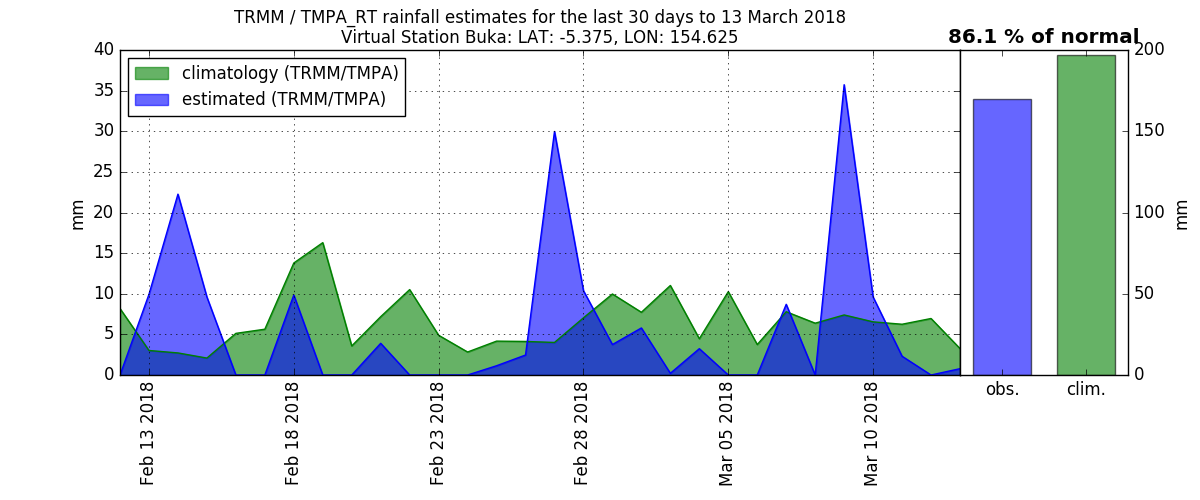 TRMM / TMPA_RT rainfall estimates for the last 30 days to 13 March 2018
Virtual Station Buka: LAT: -5.375, LON: 154.625
86.1 % of normal
climatology (TRMM/TMPA)
estimated (TRMM/TMPA)
40
35
30
25
20
15
10
5
0
mm
Feb 13 2018
Feb 18 2018
Feb 23 2018
Feb 28 2018
Mar 05 2018
Mar 10 2018
obs.
clim.
200
150
100
50
0
mm